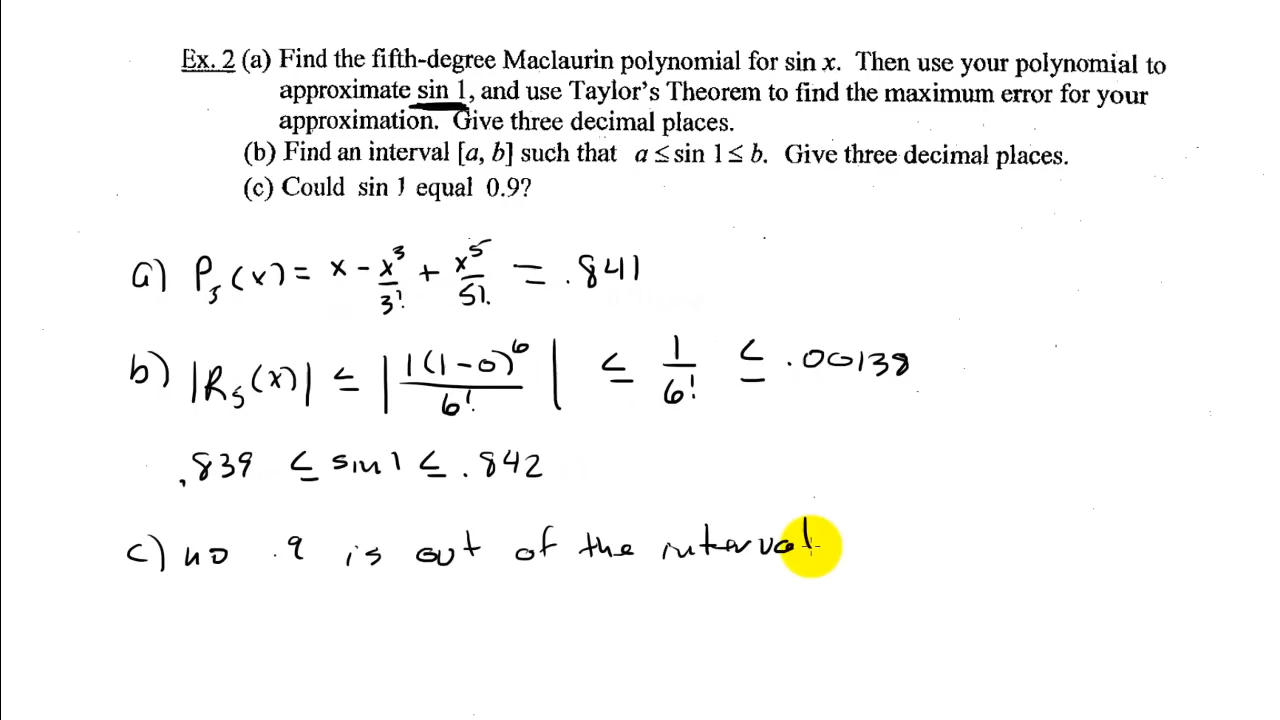 Ex. 2 (a) Find the fifth-degree Maclaurin polynomial for sin x. Then use your polynomial to
approximate sin 1, and use Taylor's Theorem to find the maximum error for your
approximation. Give three decimal places.
(b) Find an interval [a, b] such that a ≤ sin 1 ≤ b. Give three decimal places.
(c) Could sin 1 equal 0.9?
a) P₅(x) = x - x³/3! + x⁵/5! = .841
b) |R₅(x)| ≤ |1(1-0)⁶/6!| ≤ 1/6! ≤ .00138
.839 ≤ sin 1 ≤ .842
c) no .9 is out of the interval